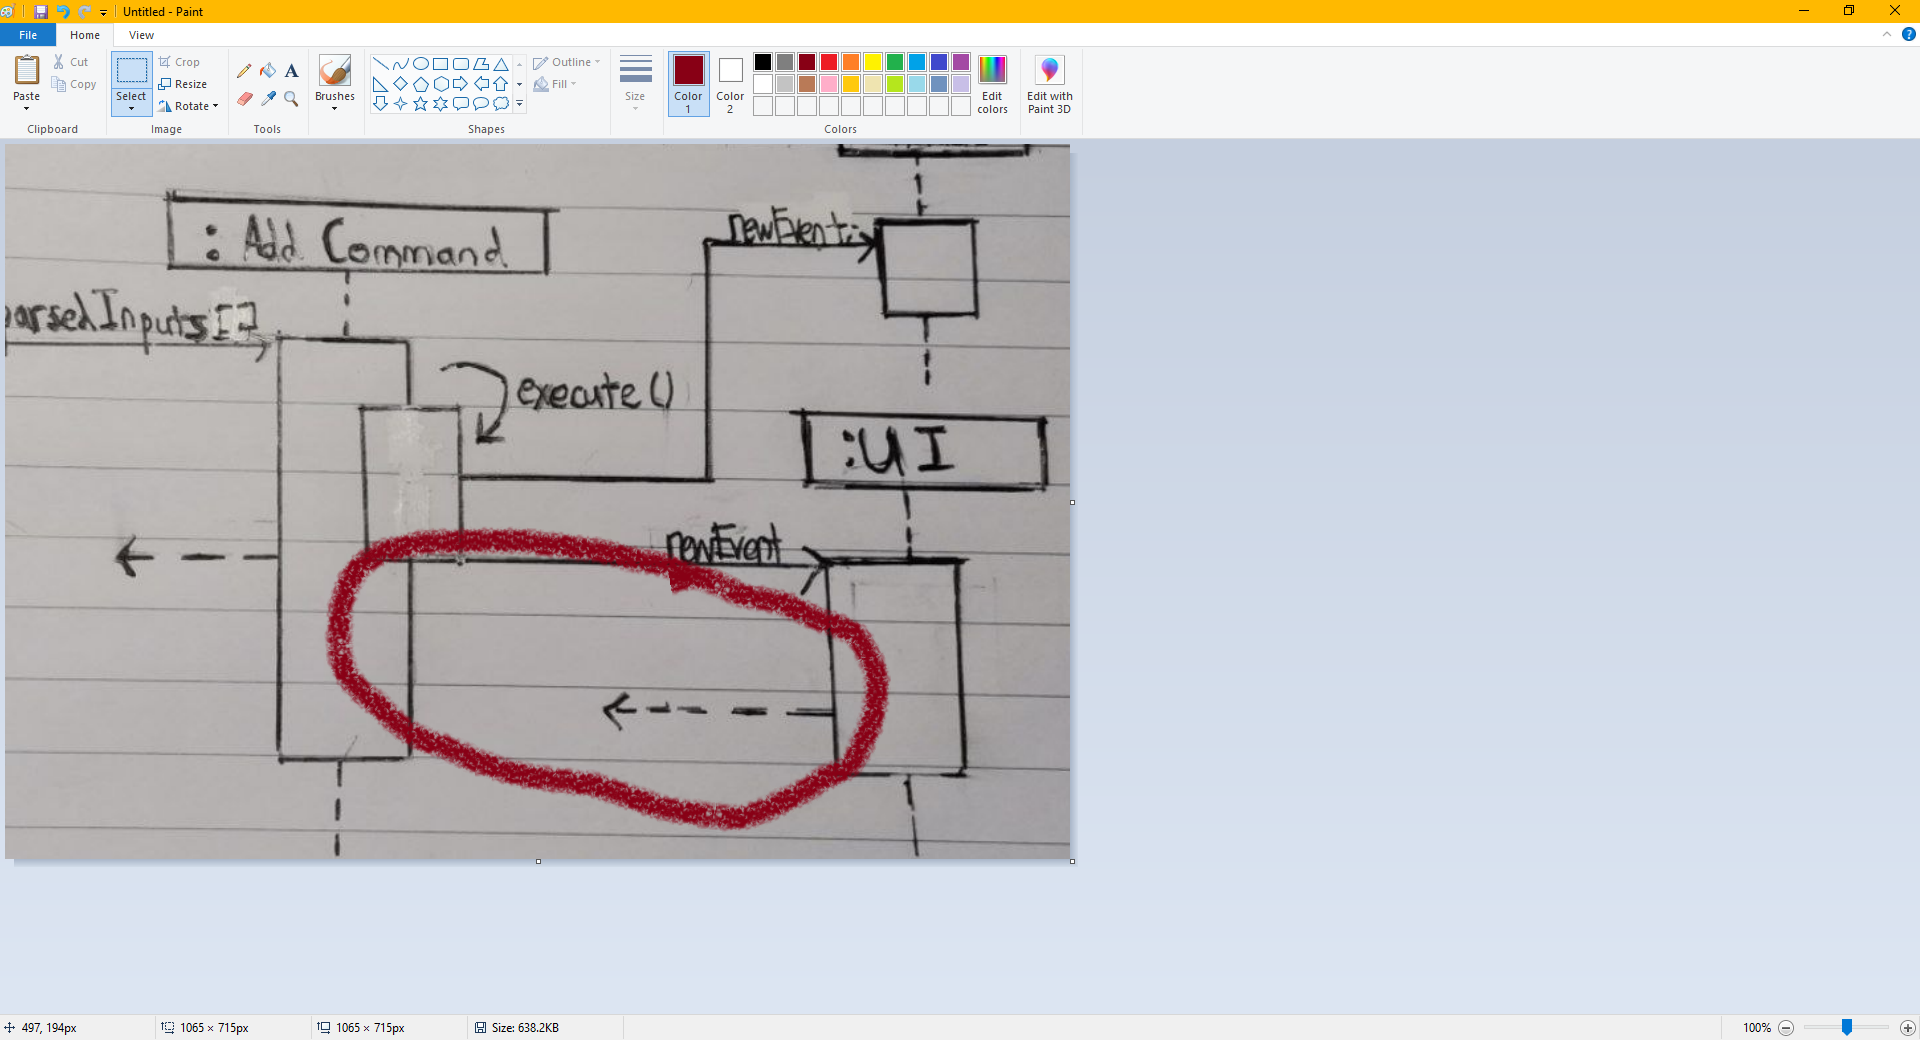 Untitled - Paint
File
Home
View
Paste
Cut
Copy
Clipboard
Select
Crop
Resize
Rotate
Image
A
Tools
Brushes
Shapes
Outline
Fill
Size
Color 1
Color 2
Edit colors
Edit with Paint 3D
Colors
newEvent:
: Add Command
parsedInputs[]
execute()
:UI
newEvent
497, 194px
1065 × 715px
1065 × 715px
Size: 638.2KB
100%